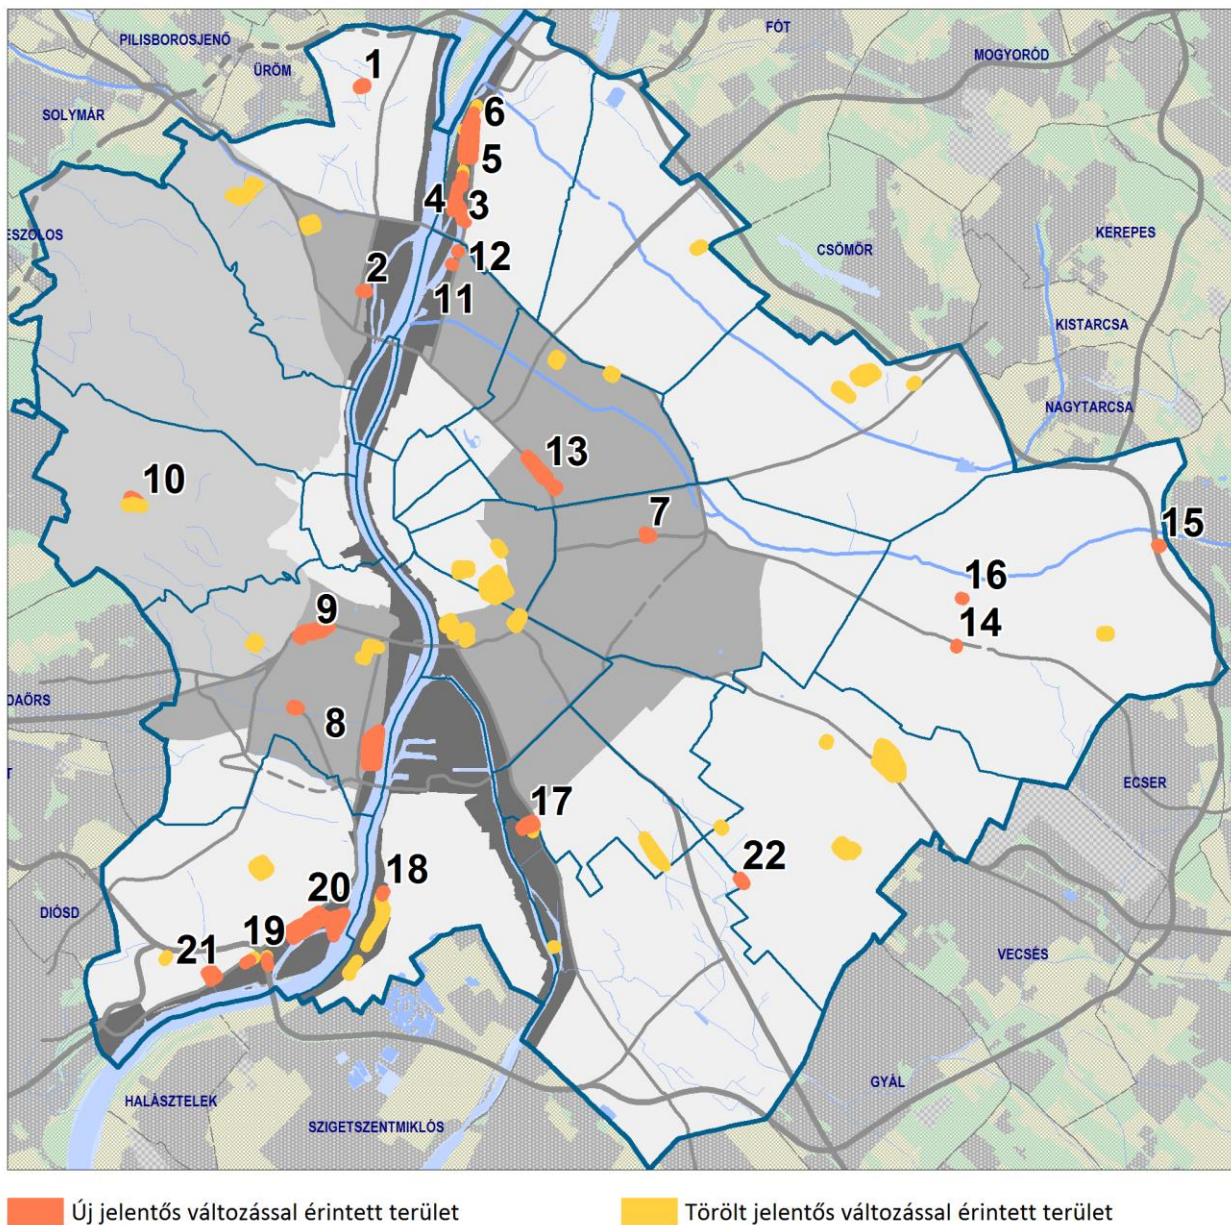 PILISBOROSJENŐ
FÓT
MOGYORÓD
ÜRÖM
1
SOLYMÁR
6
5
4
3
KEREPES
CSÖMÖR
12
2
11
KISTARCSA
NAGYTARCSA
13
10
7
15
16
9
14
8
ECSER
17
22
18
20
DIÓSD
19
21
VECSÉS
GYÁL
HALÁSZTELEK
SZIGETSZENTMIKLÓS
Új jelentős változással érintett terület
Törölt jelentős változással érintett terület